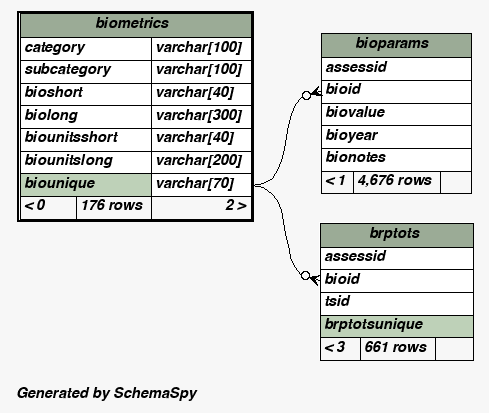 biometrics
category varchar[100]
subcategory varchar[100]
bioshort varchar[40]
biolong varchar[300]
biounitsshort varchar[40]
biounitslong varchar[200]
biounique varchar[70]
< 0 176 rows 2 >
bioparams
assessid
bioid
biovalue
bioyear
bionotes
< 1 4,676 rows
brptots
assessid
bioid
tsid
brptotsunique
< 3 661 rows
Generated by SchemaSpy